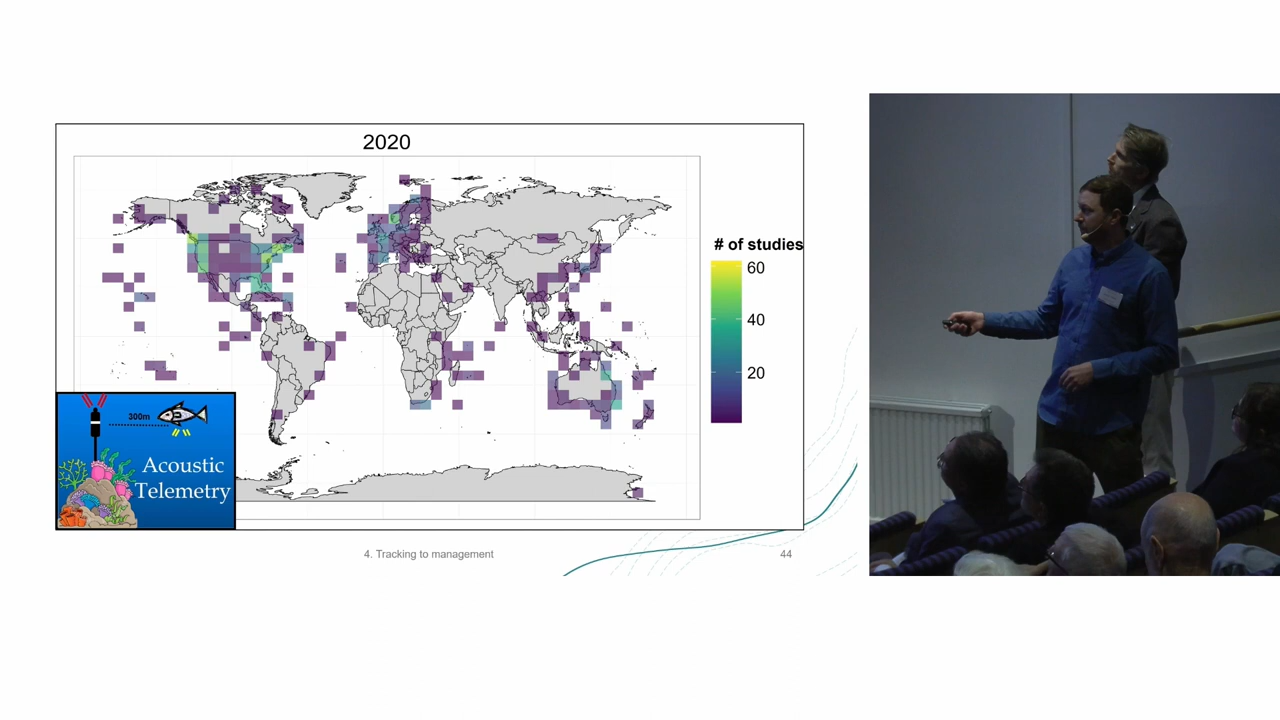 2020
# of studies
60
40
20
300m
Acoustic
Telemetry
4. Tracking to management
44